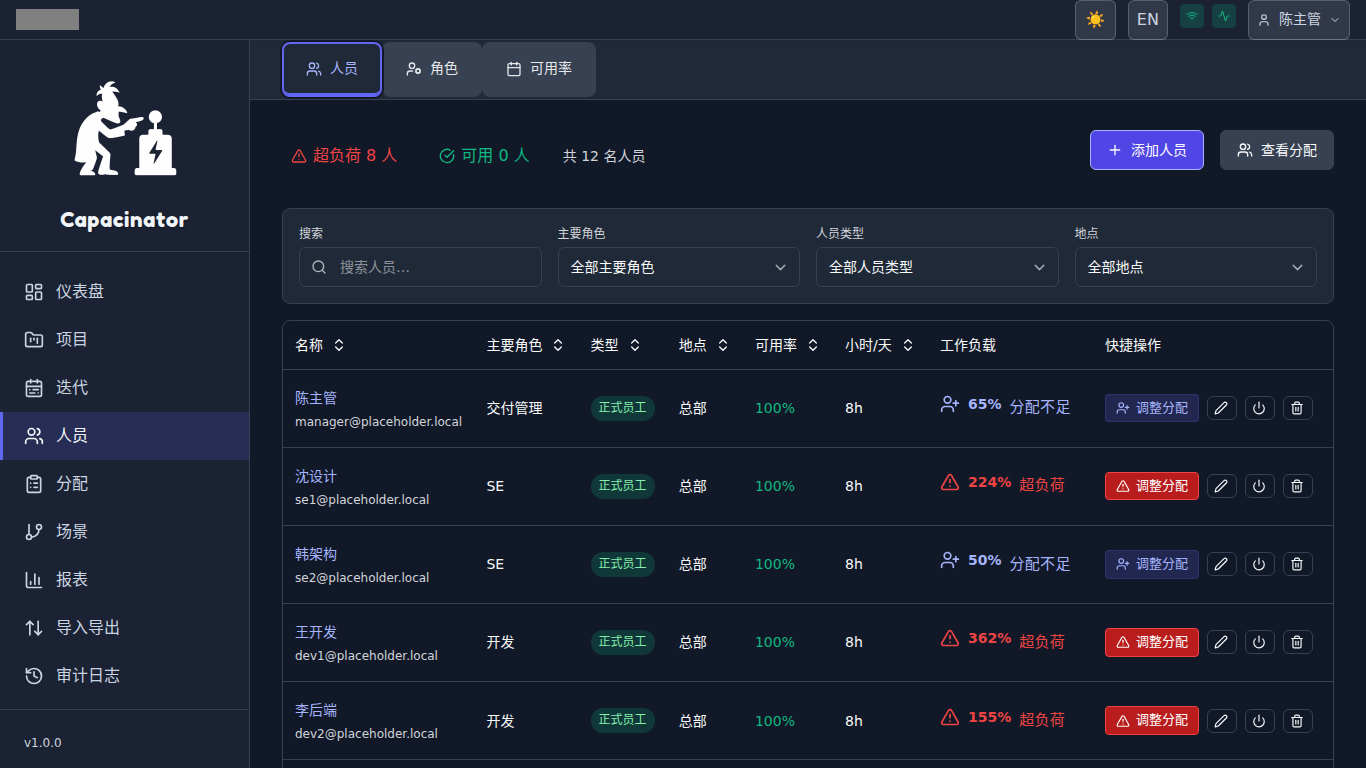 EN
陈主管
Capacinator
仪表盘
项目
迭代
人员
分配
场景
报表
导入导出
审计日志
v1.0.0
人员
角色
可用率
超负荷 8 人
可用 0 人
共 12 名人员
添加人员
查看分配
搜索
主要角色
人员类型
地点
搜索人员...
全部主要角色
全部人员类型
全部地点
名称 主要角色 类型 地点 可用率 小时/天 工作负载 快捷操作
陈主管
manager@placeholder.local
交付管理 正式员工 总部 100% 8h 65% 分配不足 调整分配
沈设计
se1@placeholder.local
SE 正式员工 总部 100% 8h 224% 超负荷 调整分配
韩架构
se2@placeholder.local
SE 正式员工 总部 100% 8h 50% 分配不足 调整分配
王开发
dev1@placeholder.local
开发 正式员工 总部 100% 8h 362% 超负荷 调整分配
李后端
dev2@placeholder.local
开发 正式员工 总部 100% 8h 155% 超负荷 调整分配